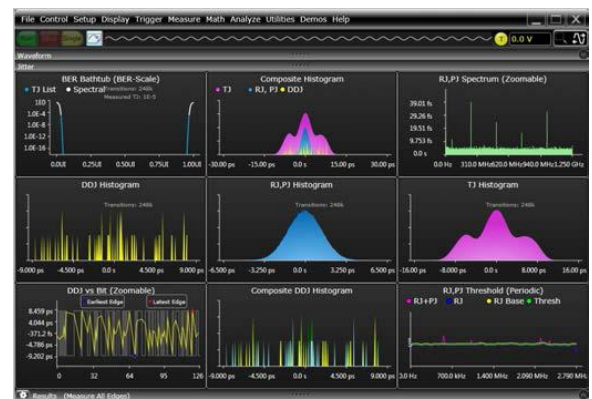 File Control Setup Display Trigger Measure Math Analyze Utilities Demos Help
0.0 V
Waveform
Jitter
BER Bathtub (BER-Scale)
TJ List Spectral Transitions: 248k
Measured TJ: 1E-5
1E0
1.0E-4
1.0E-8
1.0E-12
1.0E-16
0.0UI 0.25UI 0.50UI 0.75UI 1.00UI
Composite Histogram
TJ RJ, PJ DDJ
-30.00 ps -15.00 ps 0.0 s 15.00 ps 30.00 ps
RJ,PJ Spectrum (Zoomable)
39.01 fs
29.26 fs
19.51 fs
9.753 fs
0.0 s
0.0 Hz 310.0 MHz 620.0 MHz 940.0 MHz 1.250 GHz
DDJ Histogram
Transitions: 248k
-9.000 ps -4.500 ps 0.0 s 4.500 ps 9.000 ps
RJ,PJ Histogram
Transitions: 248k
-6.500 ps -3.250 ps 0.0 s 3.250 ps 6.500 ps
TJ Histogram
Transitions: 248k
-16.00 ps -8.000 ps 0.0 s 8.000 ps 16.00 ps
DDJ vs Bit (Zoomable)
Earliest Edge Latest Edge
8.459 ps
4.044 ps
-371.2 fs
-4.786 ps
-9.202 ps
0 32 64 95 126
Composite DDJ Histogram
-9.000 ps -4.500 ps 0.0 s 4.500 ps 9.000 ps
RJ,PJ Threshold (Periodic)
RJ+PJ RJ RJ Base Thresh
0.0 Hz 700.0 kHz 1.400 MHz 2.090 MHz 2.790 MHz
Results (Measure All Edges)